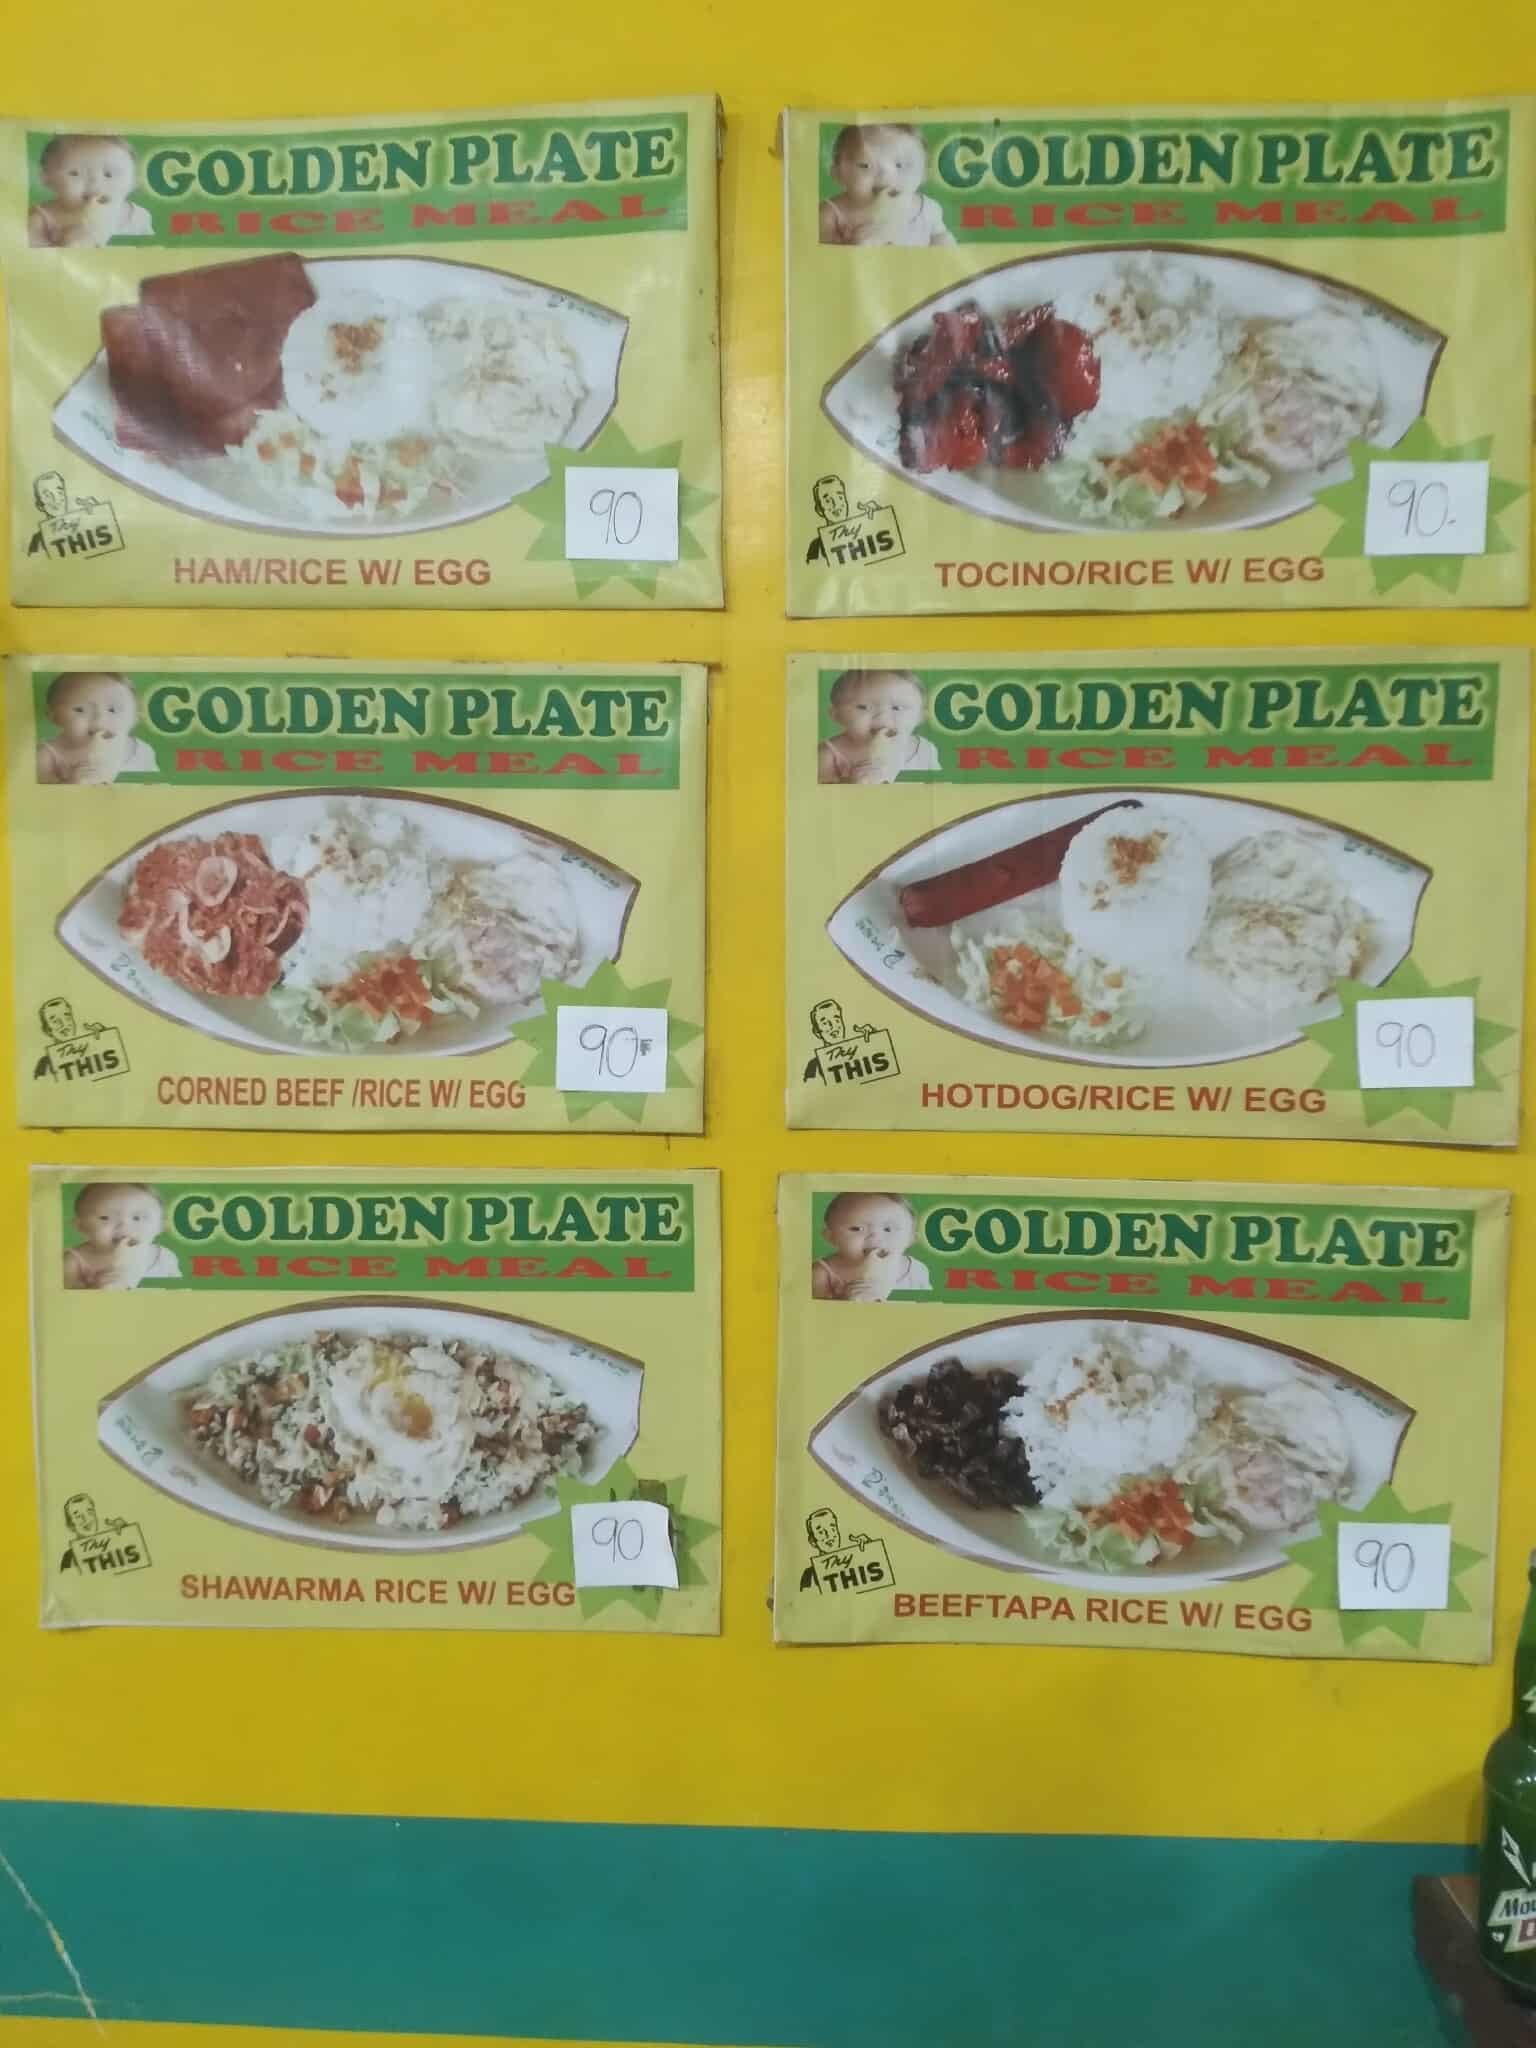 GOLDEN PLATE
RICE MEAL
90
Try
THIS
HAM/RICE W/ EGG
GOLDEN PLATE
RICE MEAL
90.
Try
THIS
TOCINO/RICE W/ EGG
GOLDEN PLATE
RICE MEAL
90
Try
THIS
CORNED BEEF /RICE W/ EGG
GOLDEN PLATE
RICE MEAL
90
Try
THIS
HOTDOG/RICE W/ EGG
GOLDEN PLATE
RICE MEAL
90
Try
THIS
SHAWARMA RICE W/ EGG
GOLDEN PLATE
RICE MEAL
90
Try
THIS
BEEFTAPA RICE W/ EGG